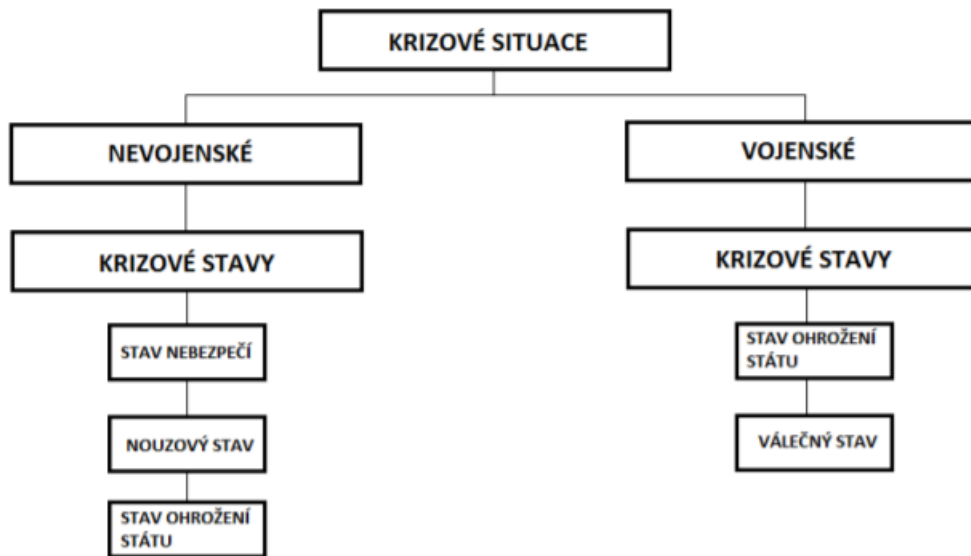 KRIZOVÉ SITUACE
NEVOJENSKÉ
VOJENSKÉ
KRIZOVÉ STAVY
KRIZOVÉ STAVY
STAV NEBEZPEČÍ
STAV OHROŽENÍ
STÁTU
NOUZOVÝ STAV
VÁLEČNÝ STAV
STAV OHROŽENÍ
STÁTU